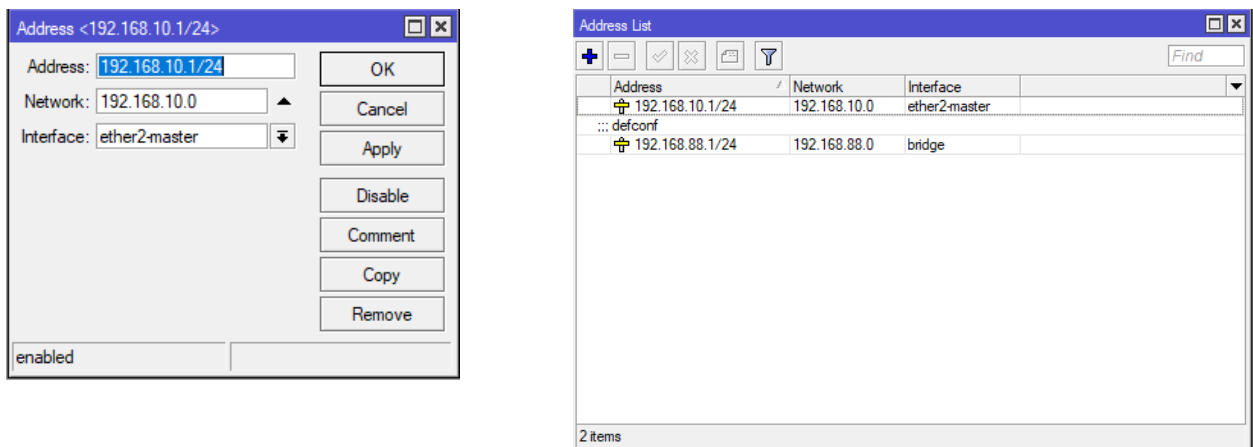 Address <192.168.10.1/24>
Address: 192.168.10.1/24
Network: 192.168.10.0
Interface: ether2-master
OK
Cancel
Apply
Disable
Comment
Copy
Remove
enabled
Address List
Find
Address / Network Interface
192.168.10.1/24 192.168.10.0 ether2-master
::: defconf
192.168.88.1/24 192.168.88.0 bridge
2 items